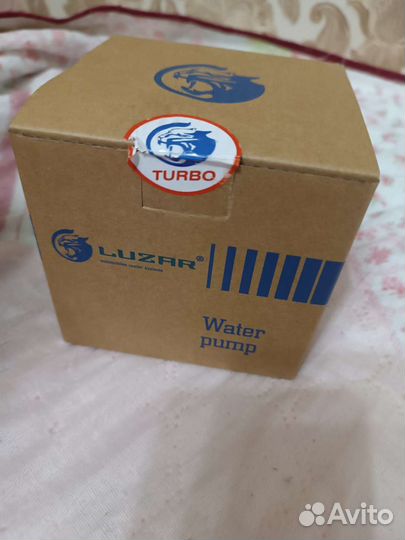 TURBO
LUZAR®
Water
pump
Avito